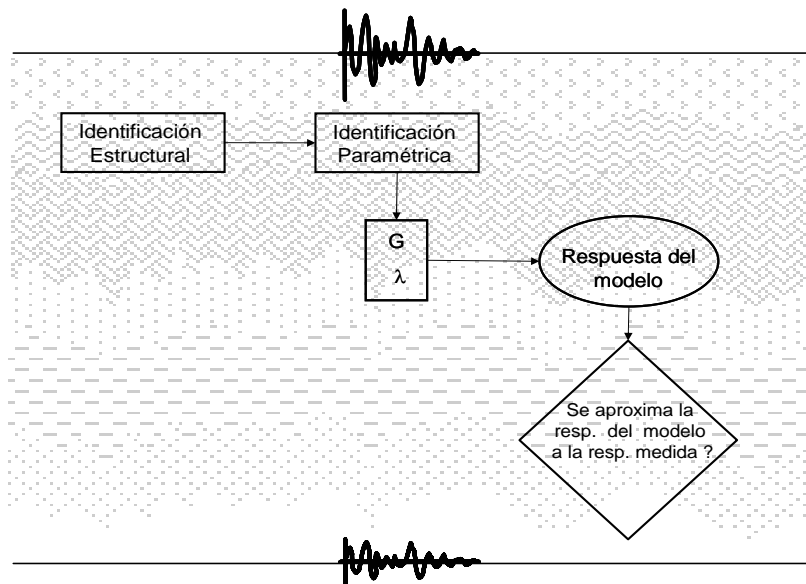 Identificación
Estructural
Identificación
Paramétrica
G
λ
Respuesta del
modelo
Se aproxima la
resp. del modelo
a la resp. medida ?